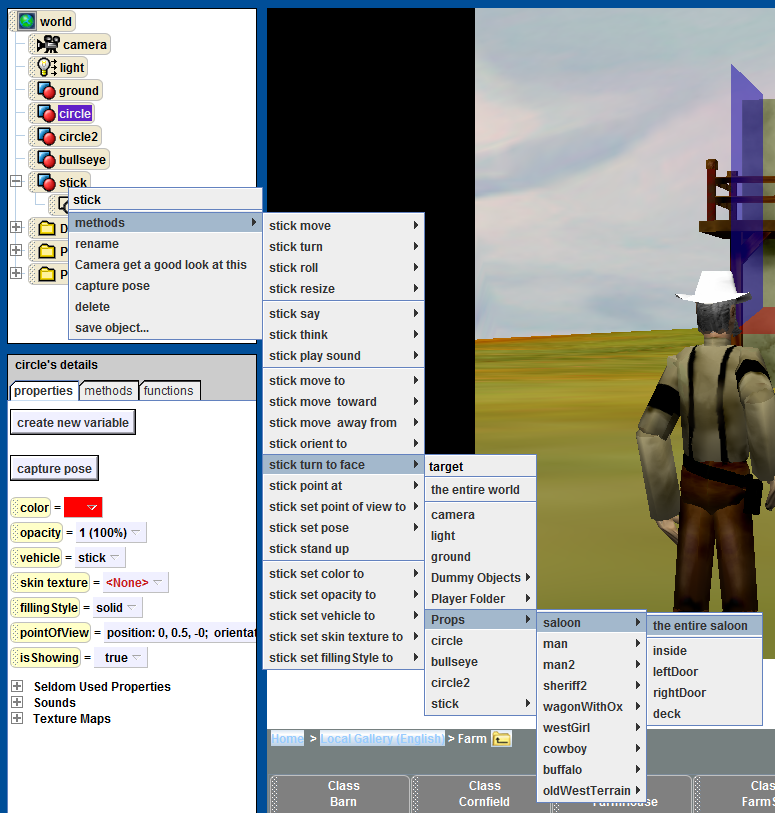 world
camera
light
ground
circle
circle2
bullseye
stick
D
P
P
stick
methods
rename
Camera get a good look at this
capture pose
delete
save object...
stick move
stick turn
stick roll
stick resize
stick say
stick think
stick play sound
stick move to
stick move toward
stick move away from
stick orient to
stick turn to face
stick point at
stick set point of view to
stick set pose
stick stand up
stick set color to
stick set opacity to
stick set vehicle to
stick set skin texture to
stick set fillingStyle to
target
the entire world
camera
light
ground
Dummy Objects
Player Folder
Props
circle
bullseye
circle2
stick
saloon
man
man2
sheriff2
wagonWithOx
westGirl
cowboy
buffalo
oldWestTerrain
the entire saloon
inside
leftDoor
rightDoor
deck
circle's details
properties methods functions
create new variable
capture pose
color =
opacity = 1 (100%)
vehicle = stick
skin texture = <None>
fillingStyle = solid
pointOfView = position: 0, 0.5, -0; orientat
isShowing = true
Seldom Used Properties
Sounds
Texture Maps
Home > Local Gallery (English) > Farm
Class
Barn
Class
Cornfield
Farmhouse
Clas
FarmS